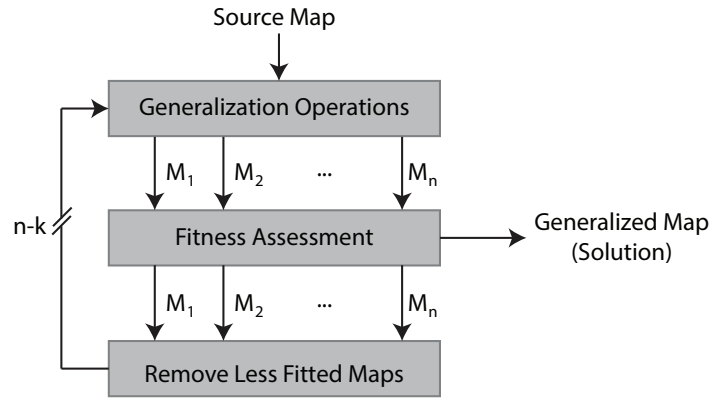 Source Map
Generalization Operations
M1 M2 ... Mn
n-k
Fitness Assessment
Generalized Map
(Solution)
M1 M2 ... Mn
Remove Less Fitted Maps